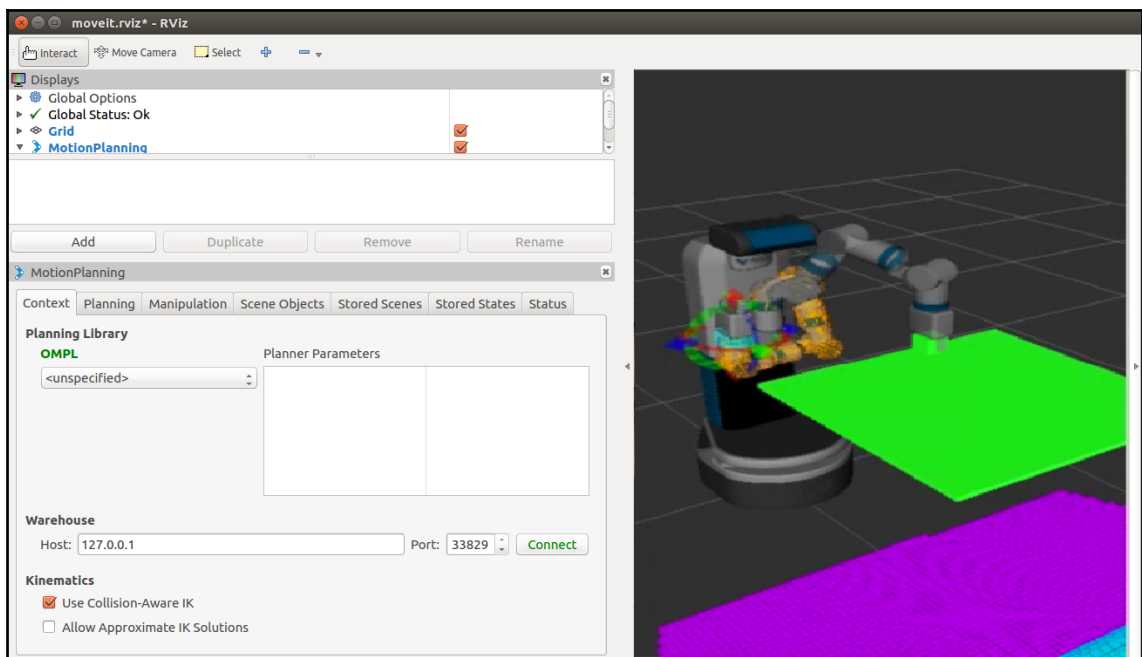 moveit.rviz* - RViz
Interact Move Camera Select
Displays
Global Options
Global Status: Ok
Grid
MotionPlanning
Add Duplicate Remove Rename
MotionPlanning
Context Planning Manipulation Scene Objects Stored Scenes Stored States Status
Planning Library
OMPL Planner Parameters
<unspecified>
Warehouse
Host: 127.0.0.1 Port: 33829 Connect
Kinematics
Use Collision-Aware IK
Allow Approximate IK Solutions